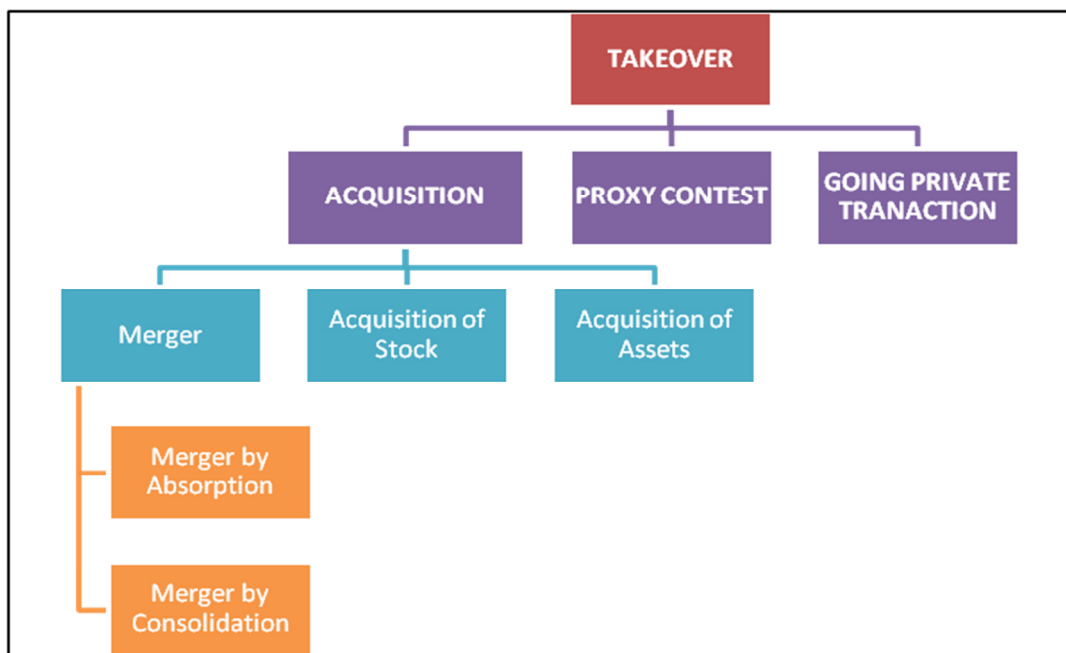 TAKEOVER
ACQUISITION
PROXY CONTEST
GOING PRIVATE
TRANACTION
Merger
Acquisition of
Stock
Acquisition of
Assets
Merger by
Absorption
Merger by
Consolidation